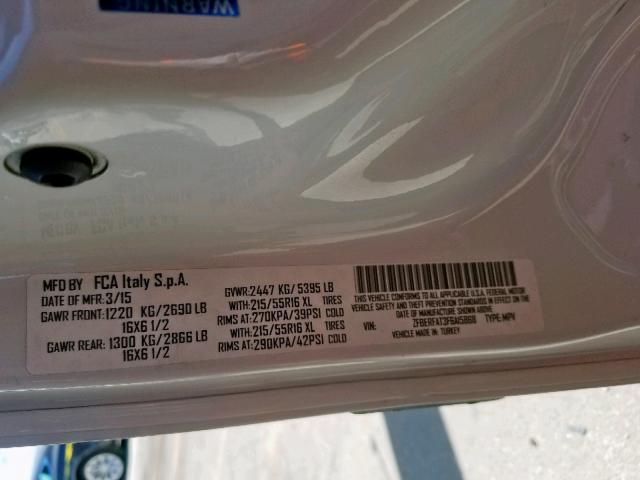 WARNING
MFD BY FCA Italy S.p.A.
DATE OF MFR: 3/15
GAWR FRONT: 1220 KG/2690 LB
16X6 1/2
GAWR REAR: 1300 KG/2866 LB
16X6 1/2
GVWR: 2447 KG/ 5395 LB
WITH: 215/55R16 XL TIRES
RIMS AT: 270KPA/39PSI COLD
WITH: 215/55R16 XL TIRES
RIMS AT: 290KPA/42PSI COLD
THIS VEHICLE CONFORMS TO ALL APPLICABLE U.S.A. FEDERAL MOTOR
VEHICLE SAFETY AND THEFT PREVENTION STANDARDS IN EFFECT ON THE
DATE OF MANUFACTURE SHOWN ABOVE.
VIN: TYPE: MPV
VEHICLE MADE IN: TURKEY